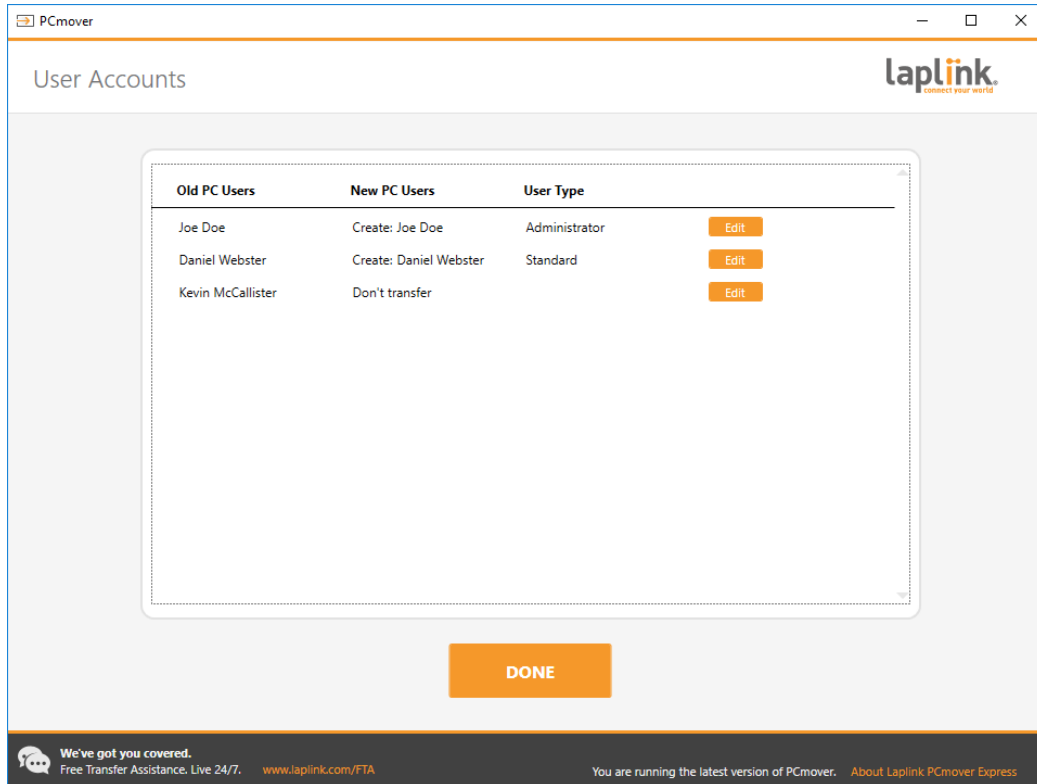 PCmover
User Accounts
laplink.
connect your world
Old PC Users New PC Users User Type
Joe Doe Create: Joe Doe Administrator Edit
Daniel Webster Create: Daniel Webster Standard Edit
Kevin McCallister Don't transfer Edit
DONE
We've got you covered.
Free Transfer Assistance. Live 24/7. www.laplink.com/FTA You are running the latest version of PCmover. About Laplink PCmover Express